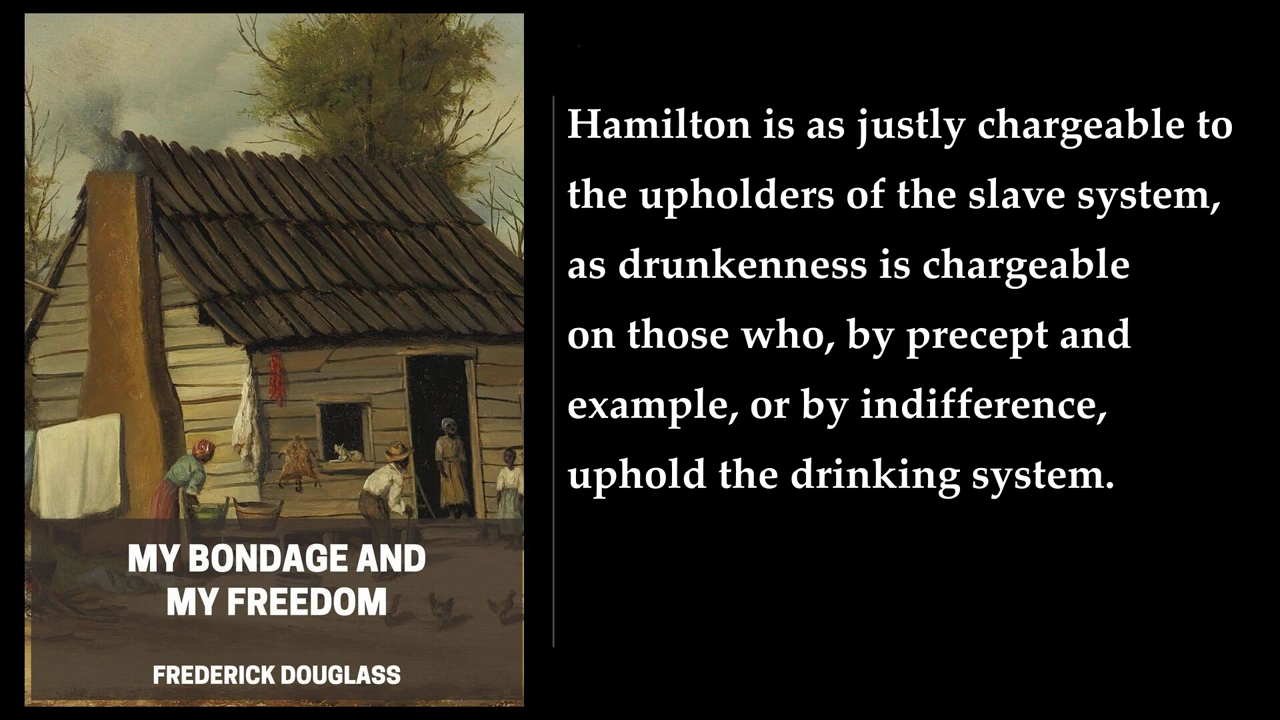 MY BONDAGE AND
MY FREEDOM
FREDERICK DOUGLASS
Hamilton is as justly chargeable to
the upholders of the slave system,
as drunkenness is chargeable
on those who, by precept and
example, or by indifference,
uphold the drinking system.